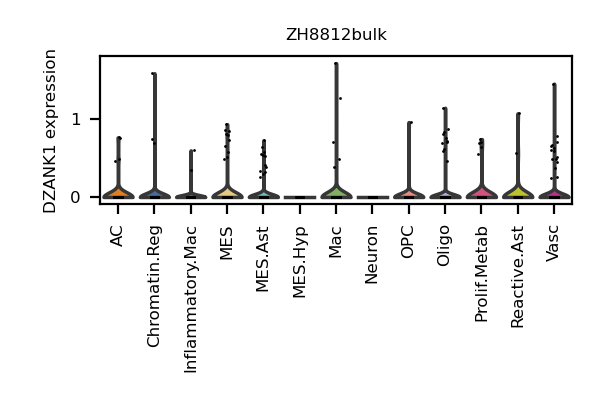 ZH8812bulk
DZANK1 expression
1
0
AC
Chromatin.Reg
Inflammatory.Mac
MES
MES.Ast
MES.Hyp
Mac
Neuron
OPC
Oligo
Prolif.Metab
Reactive.Ast
Vasc